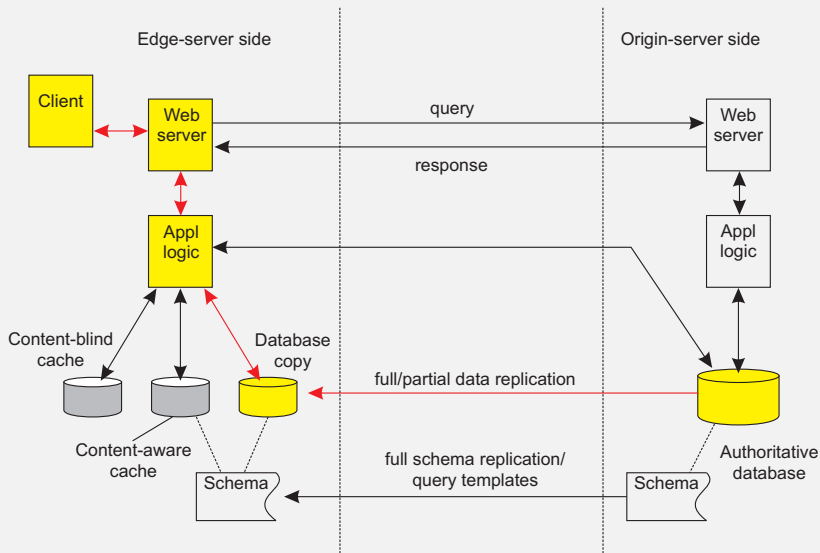 Edge-server side
Origin-server side
Client
Web
server
query
response
Web
server
Appl
logic
Appl
logic
Content-blind
cache
Database
copy
full/partial data replication
Content-aware
cache
Authoritative
database
full schema replication/
query templates
Schema
Schema